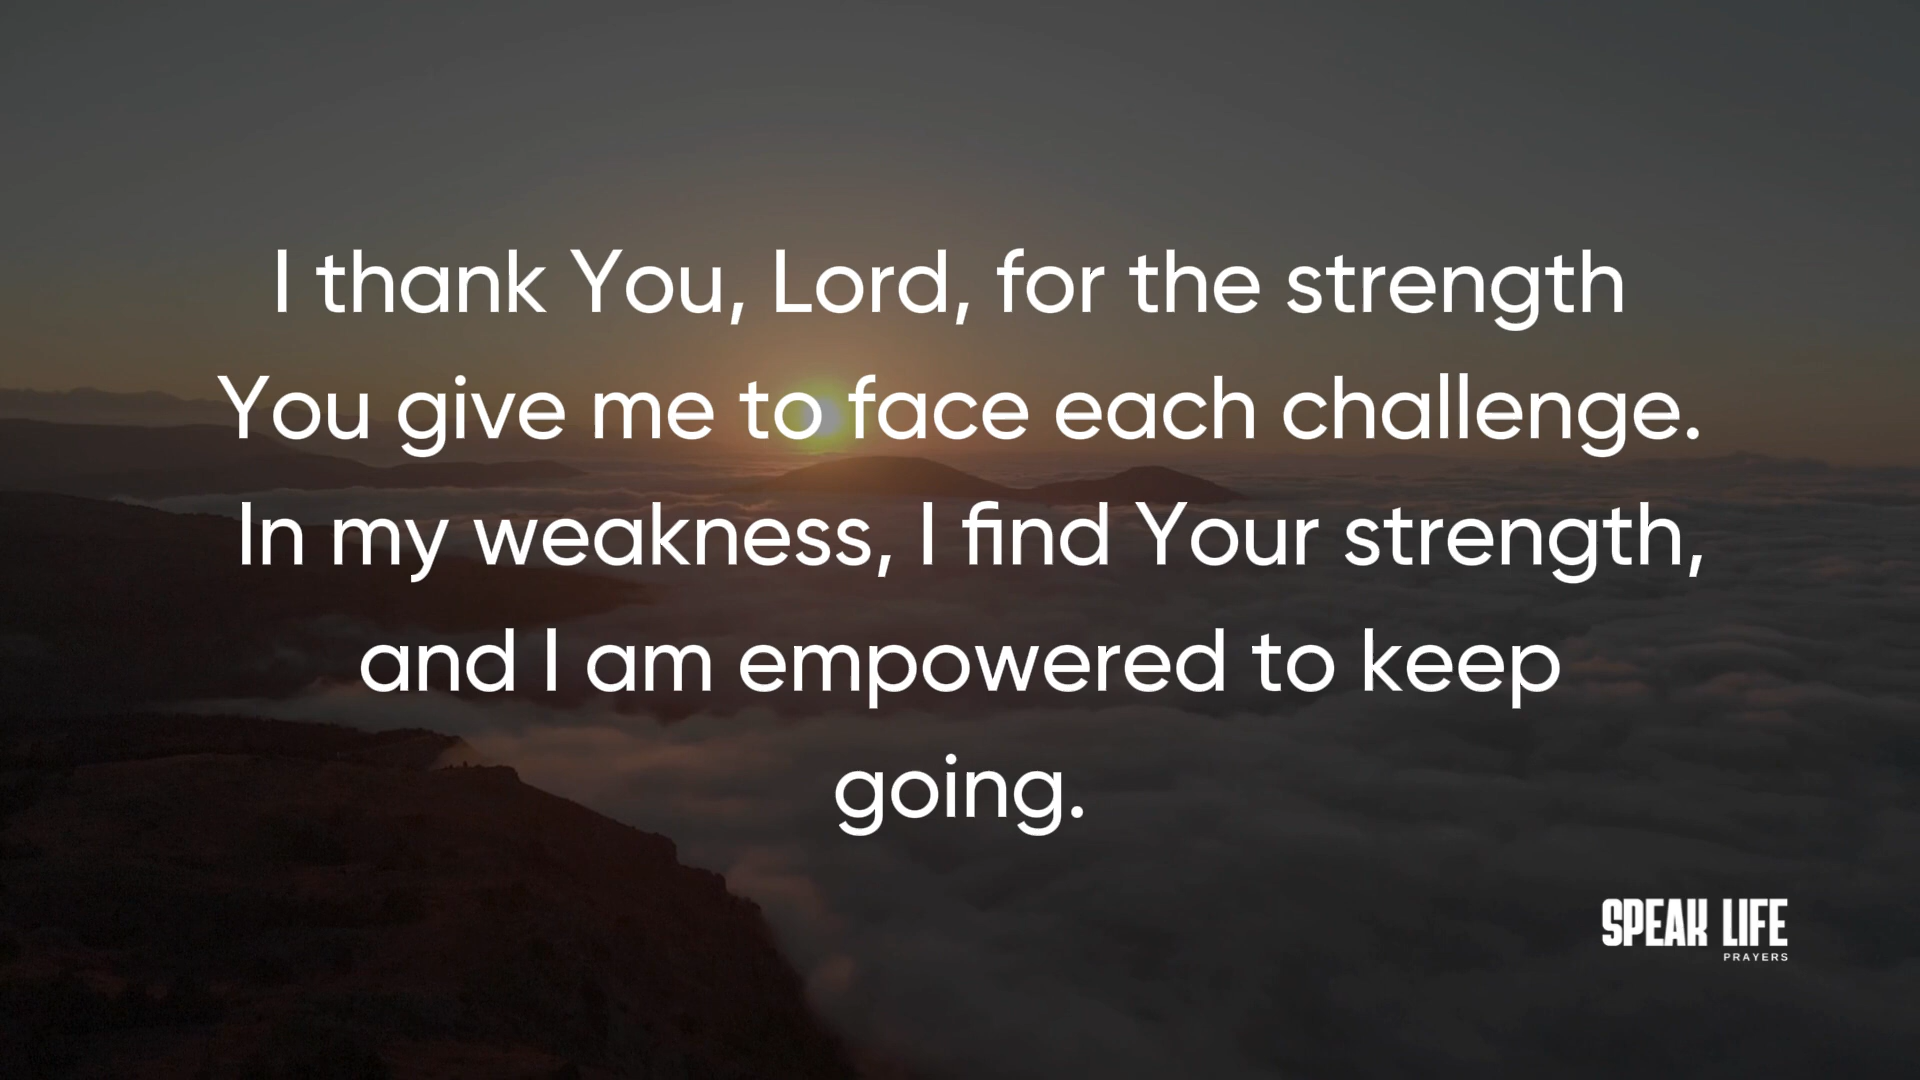 I thank You, Lord, for the strength
You give me to face each challenge.
In my weakness, I find Your strength,
and I am empowered to keep
going.
SPEAK LIFE
PRAYERS